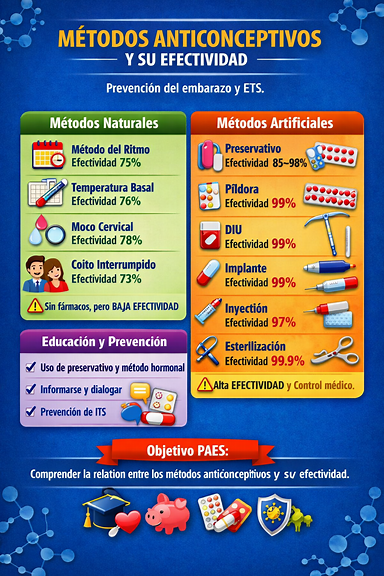 MÉTODOS ANTICONCEPTIVOS
Y SU EFECTIVIDAD
Prevención del embarazo y ETS.
Métodos Naturales
Método del Ritmo
Efectividad 75%
Temperatura Basal
Efectividad 76%
Moco Cervical
Efectividad 78%
Coito Interrumpido
Efectividad 73%
Sin fármacos, pero BAJA EFECTIVIDAD
Métodos Artificiales
Preservativo
Efectividad 85~98%
Píldora
Efectividad 99%
DIU
Efectividad 99%
Implante
Efectividad 99%
Inyección
Efectividad 97%
Esterilización
Efectividad 99.9%
Alta EFECTIVIDAD y Control médico.
Educación y Prevención
Uso de preservativo y método hormonal
Informarse y dialogar
Prevención de ITS
Objetivo PAES:
Comprender la relation entre los métodos anticonceptivos y su efectividad.